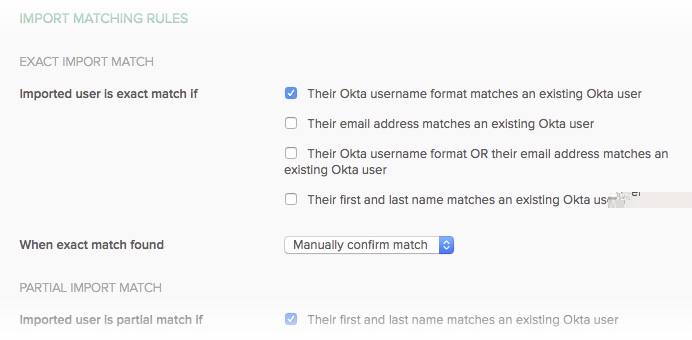 IMPORT MATCHING RULES
EXACT IMPORT MATCH
Imported user is exact match if
Their Okta username format matches an existing Okta user
Their email address matches an existing Okta user
Their Okta username format OR their email address matches an
existing Okta user
Their first and last name matches an existing Okta
When exact match found
Manually confirm match
PARTIAL IMPORT MATCH
Imported user is partial match if
Their first and last name matches an existing Okta user